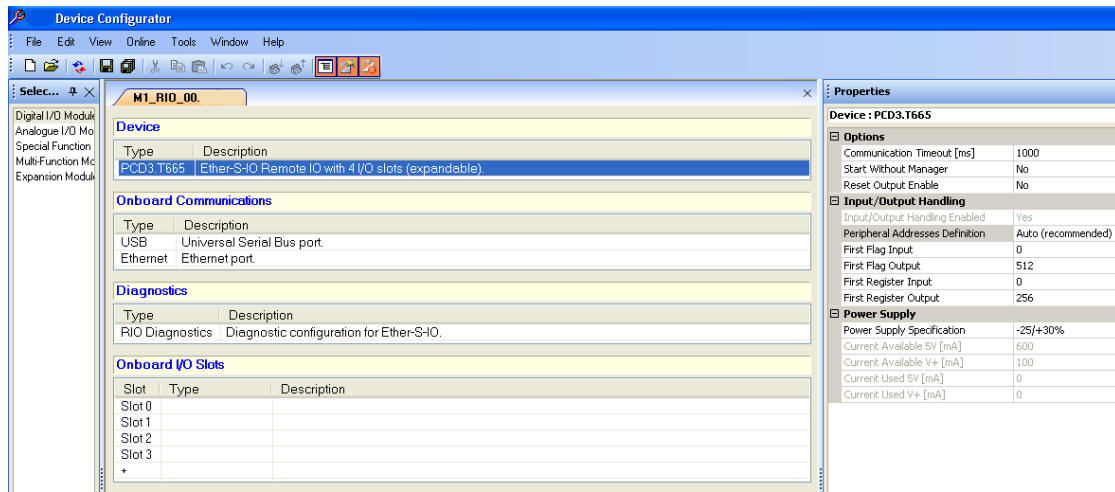 Device Configurator
File Edit View Online Tools Window Help
Selec...
Digital I/O Module
Analogue I/O Mo
Special Function
Multi-Function Mo
Expansion Module
M1_RIO_00.
Device
Type Description
PCD3.T665 Ether-S-IO Remote IO with 4 I/O slots (expandable).
Onboard Communications
Type Description
USB Universal Serial Bus port.
Ethernet Ethernet port.
Diagnostics
Type Description
RIO Diagnostics Diagnostic configuration for Ether-S-IO.
Onboard I/O Slots
Slot Type Description
Slot 0
Slot 1
Slot 2
Slot 3
+
Properties
Device : PCD3.T665
Options
Communication Timeout [ms] 1000
Start Without Manager No
Reset Output Enable No
Input/Output Handling
Input/Output Handling Enabled Yes
Peripheral Addresses Definition Auto (recommended)
First Flag Input 0
First Flag Output 512
First Register Input 0
First Register Output 256
Power Supply
Power Supply Specification -25/+30%
Current Available 5V [mA] 600
Current Available V+ [mA] 100
Current Used 5V [mA] 0
Current Used V+ [mA] 0